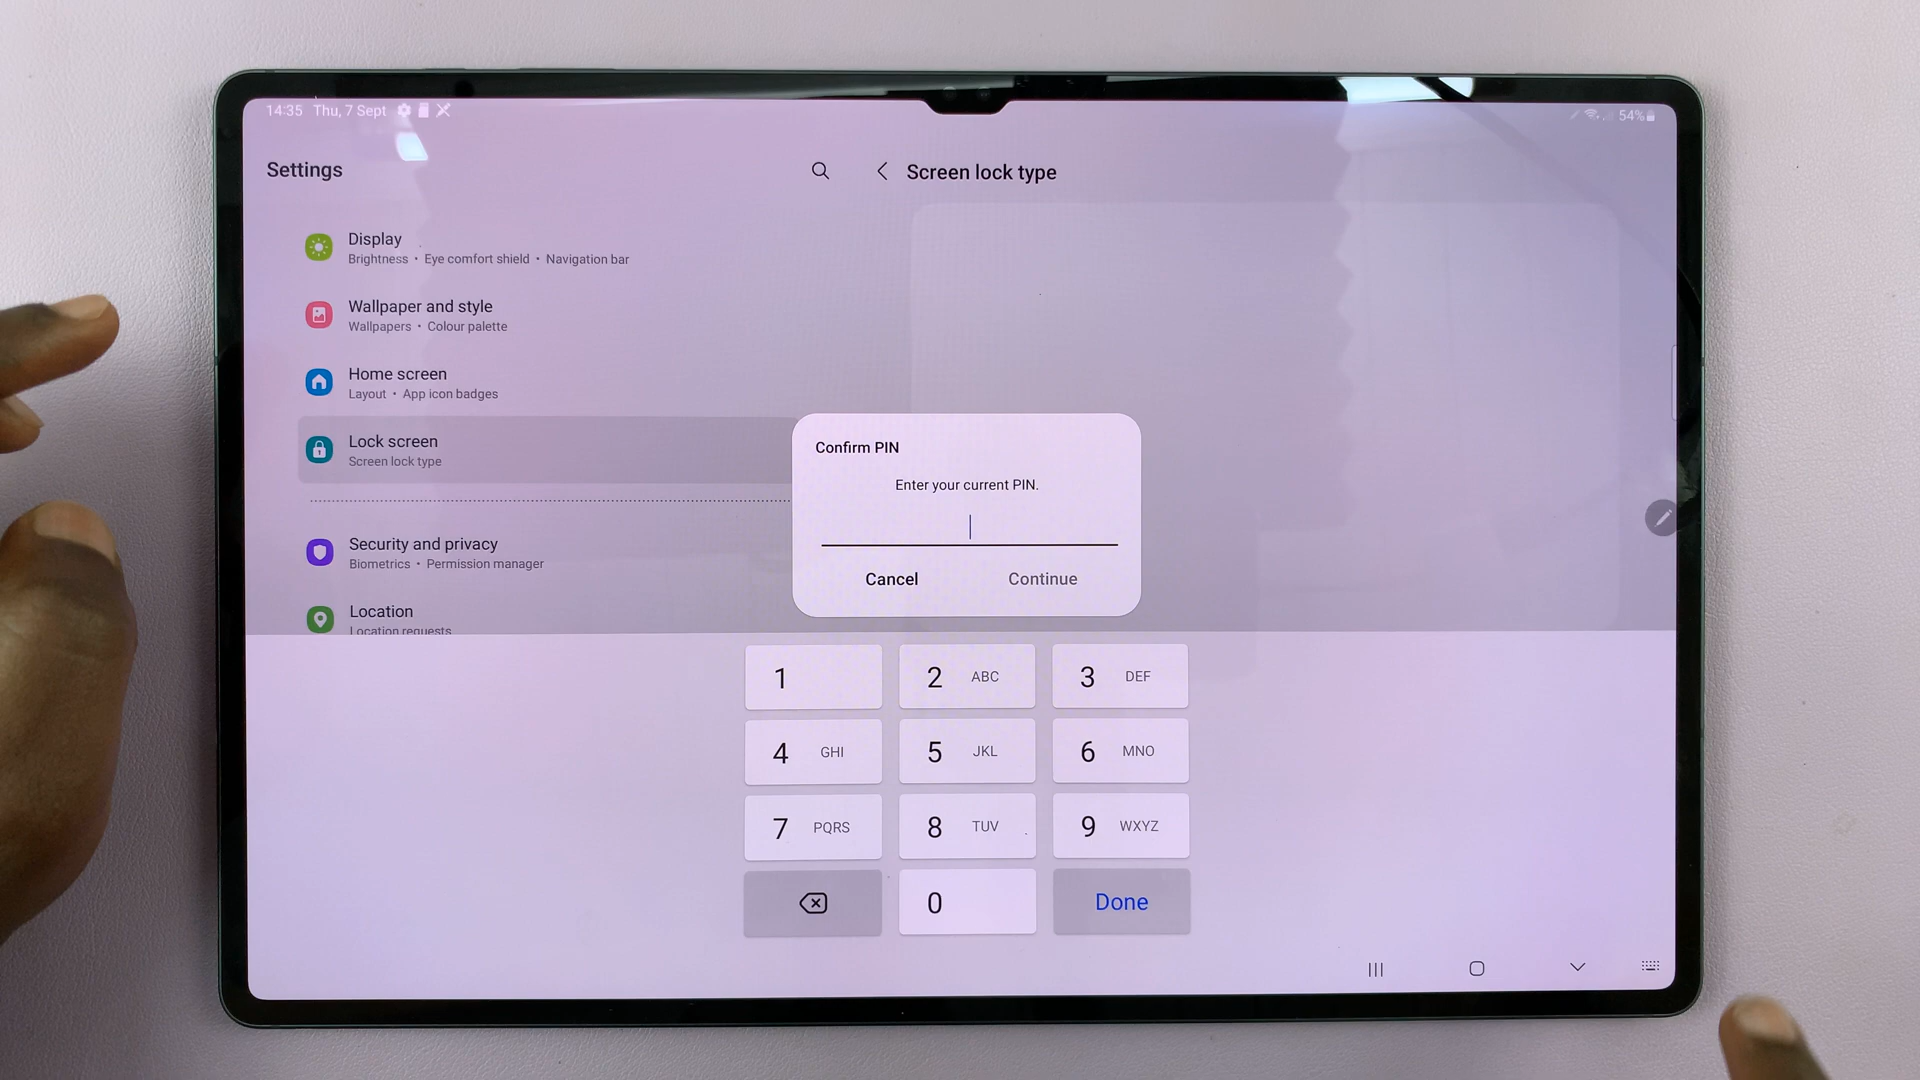 14:35 Thu, 7 Sept
54%
Settings
Screen lock type
Display
Brightness • Eye comfort shield • Navigation bar
Wallpaper and style
Wallpapers • Colour palette
Home screen
Layout • App icon badges
Lock screen
Screen lock type
Security and privacy
Biometrics • Permission manager
Location
Location requests
Confirm PIN
Enter your current PIN.
Cancel Continue
1 2 ABC 3 DEF
4 GHI 5 JKL 6 MNO
7 PQRS 8 TUV 9 WXYZ
0 Done